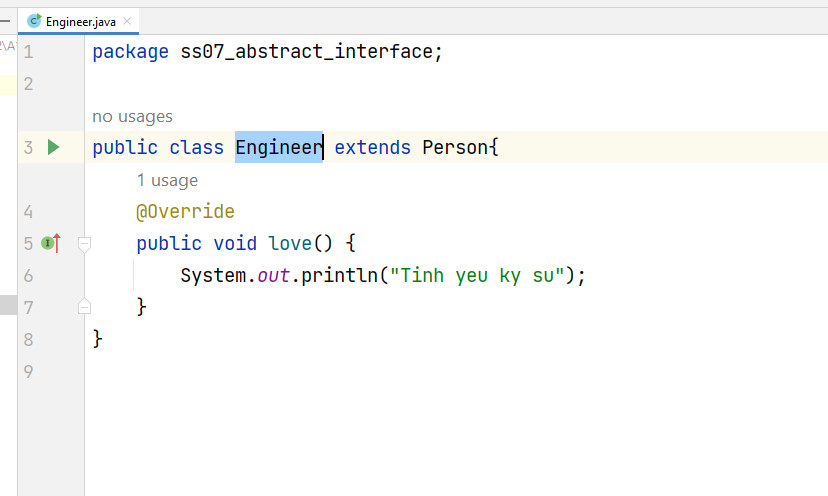 Engineer.java
1 package ss07_abstract_interface;
2
no usages
3 public class Engineer extends Person{
1 usage
4 @Override
5 public void love() {
6 System.out.println("Tinh yeu ky su");
7 }
8 }
9